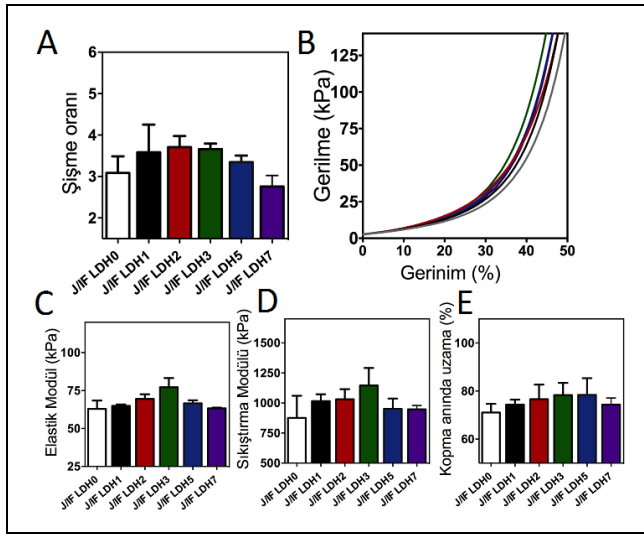 A
Şişme oranı
6
5
4
3
2
J/IF LDH0
J/IF LDH1
J/IF LDH2
J/IF LDH3
J/IF LDH5
J/IF LDH7
B
Gerilme (kPa)
125
100
75
50
25
0
0 10 20 30 40 50
Gerinim (%)
C
Elastik Modül (kPa)
100
75
50
25
J/IF LDH0
J/IF LDH1
J/IF LDH2
J/IF LDH3
J/IF LDH5
J/IF LDH7
D
Sıkıştırma Modülü (kPa)
1500
1250
1000
750
500
J/IF LDH0
J/IF LDH1
J/IF LDH2
J/IF LDH3
J/IF LDH5
J/IF LDH7
E
Kopma anında uzama (%)
100
80
60
J/IF LDH0
J/IF LDH1
J/IF LDH2
J/IF LDH3
J/IF LDH5
J/IF LDH7